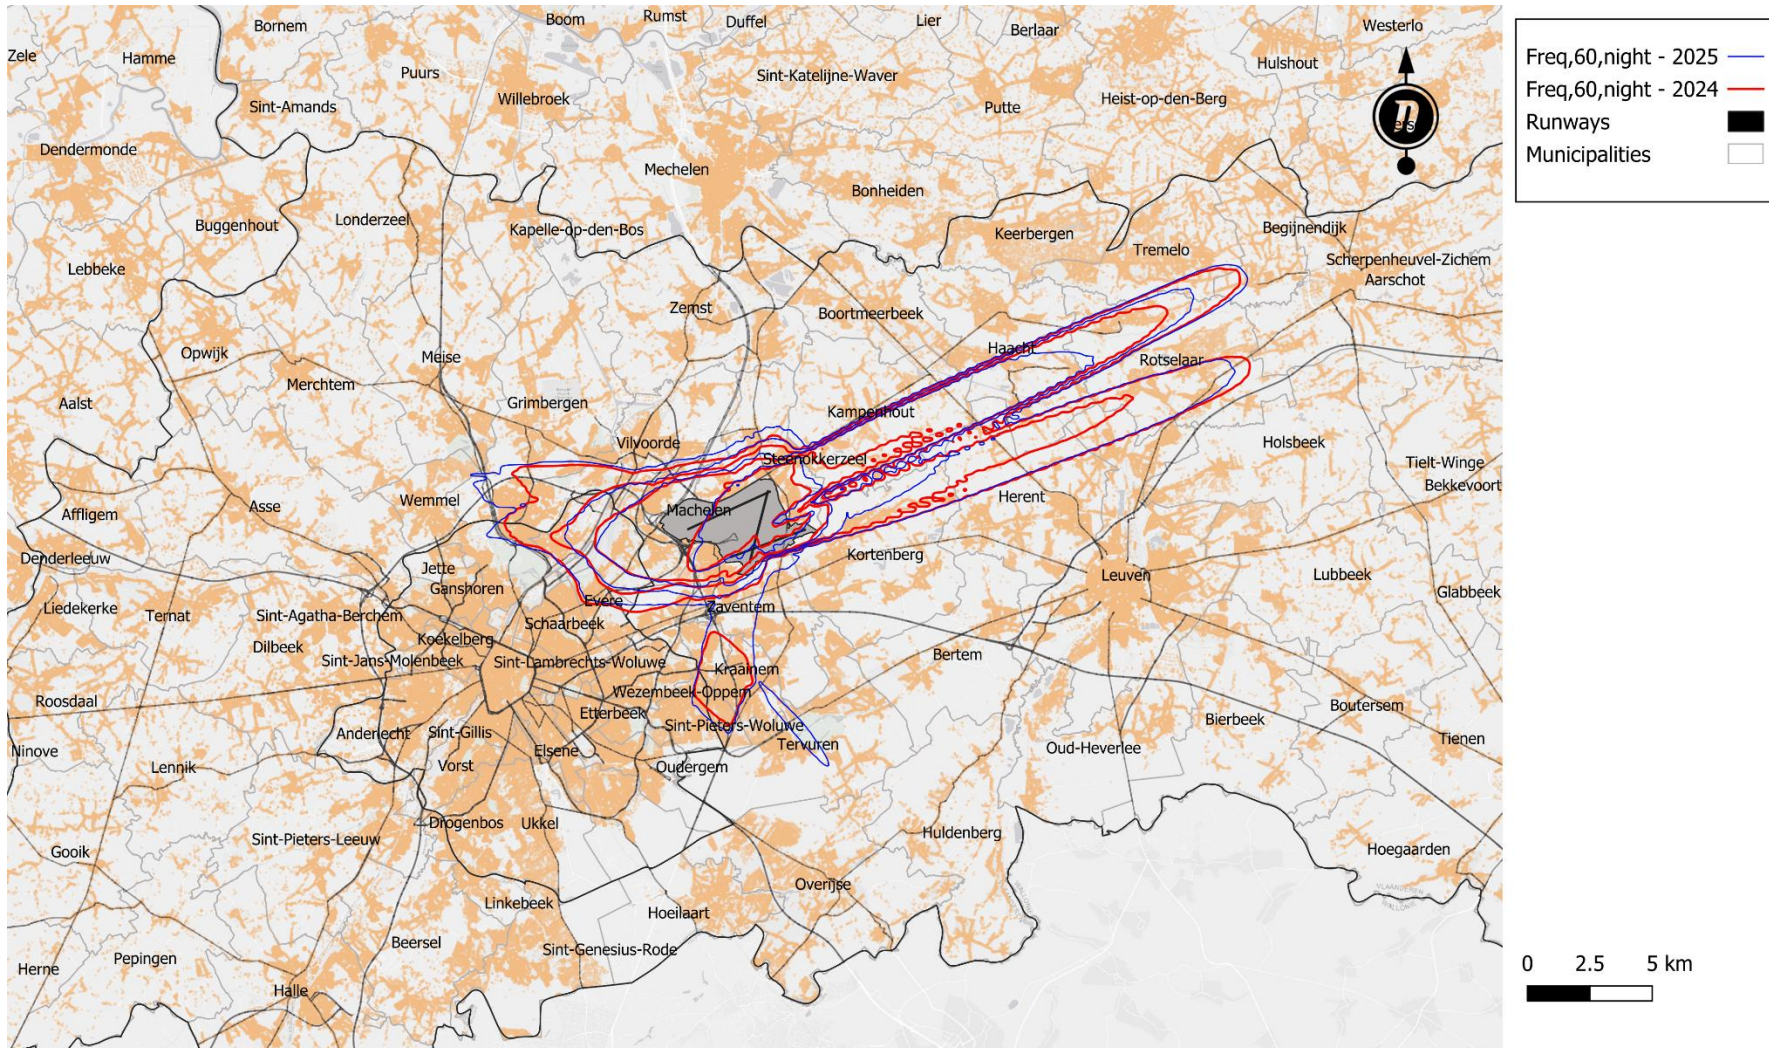 Bornem
Boom
Rumst
Duffel
Lier
Berlaar
Westerlo
Zele
Hamme
Puurs
Hulshout
Sint-Katelijne-Waver
Willebroek
Sint-Amands
Putte
Heist-op-den-Berg
Dendermonde
Mechelen
Bonheiden
Buggenhout
Londerzeel
Kapelle-op-den-Bos
Keerbergen
Begijnendijk
Tremelo
Lebbeke
Scherpenheuvel-Zichem
Aarschot
Zemst
Boortmeerbeek
Opwijk
Meise
Haacht
Rotselaar
Merchtem
Aalst
Grimbergen
Kampenhout
Vilvoorde
Holsbeek
Steenokkerzeel
Tielt-Winge
Bekkevoort
Wemmel
Herent
Asse
Affligem
Machelen
Denderleeuw
Jette
Kortenberg
Leuven
Lubbeek
Ganshoren
Glabbeek
Liedekerke
Ternat
Sint-Agatha-Berchem
Evere
Zaventem
Schaarbeek
Dilbeek
Koekelberg
Sint-Jans-Molenbeek
Sint-Lambrechts-Woluwe
Kraainem
Bertem
Roosdaal
Wezembeek-Oppem
Etterbeek
Sint-Pieters-Woluwe
Bierbeek
Boutersem
Anderlecht
Sint-Gillis
Tervuren
Tienen
Ninove
Elsene
Oud-Heverlee
Lennik
Vorst
Oudergem
Drogenbos
Ukkel
Sint-Pieters-Leeuw
Huldenberg
Gooik
Hoegaarden
Overijse
VLAANDEREN
WALLONIE
Linkebeek
Hoeilaart
Beersel
Sint-Genesius-Rode
Herne
Pepingen
Halle
Freq,60,night - 2025
Freq,60,night - 2024
Runways
Municipalities
0 2.5 5 km